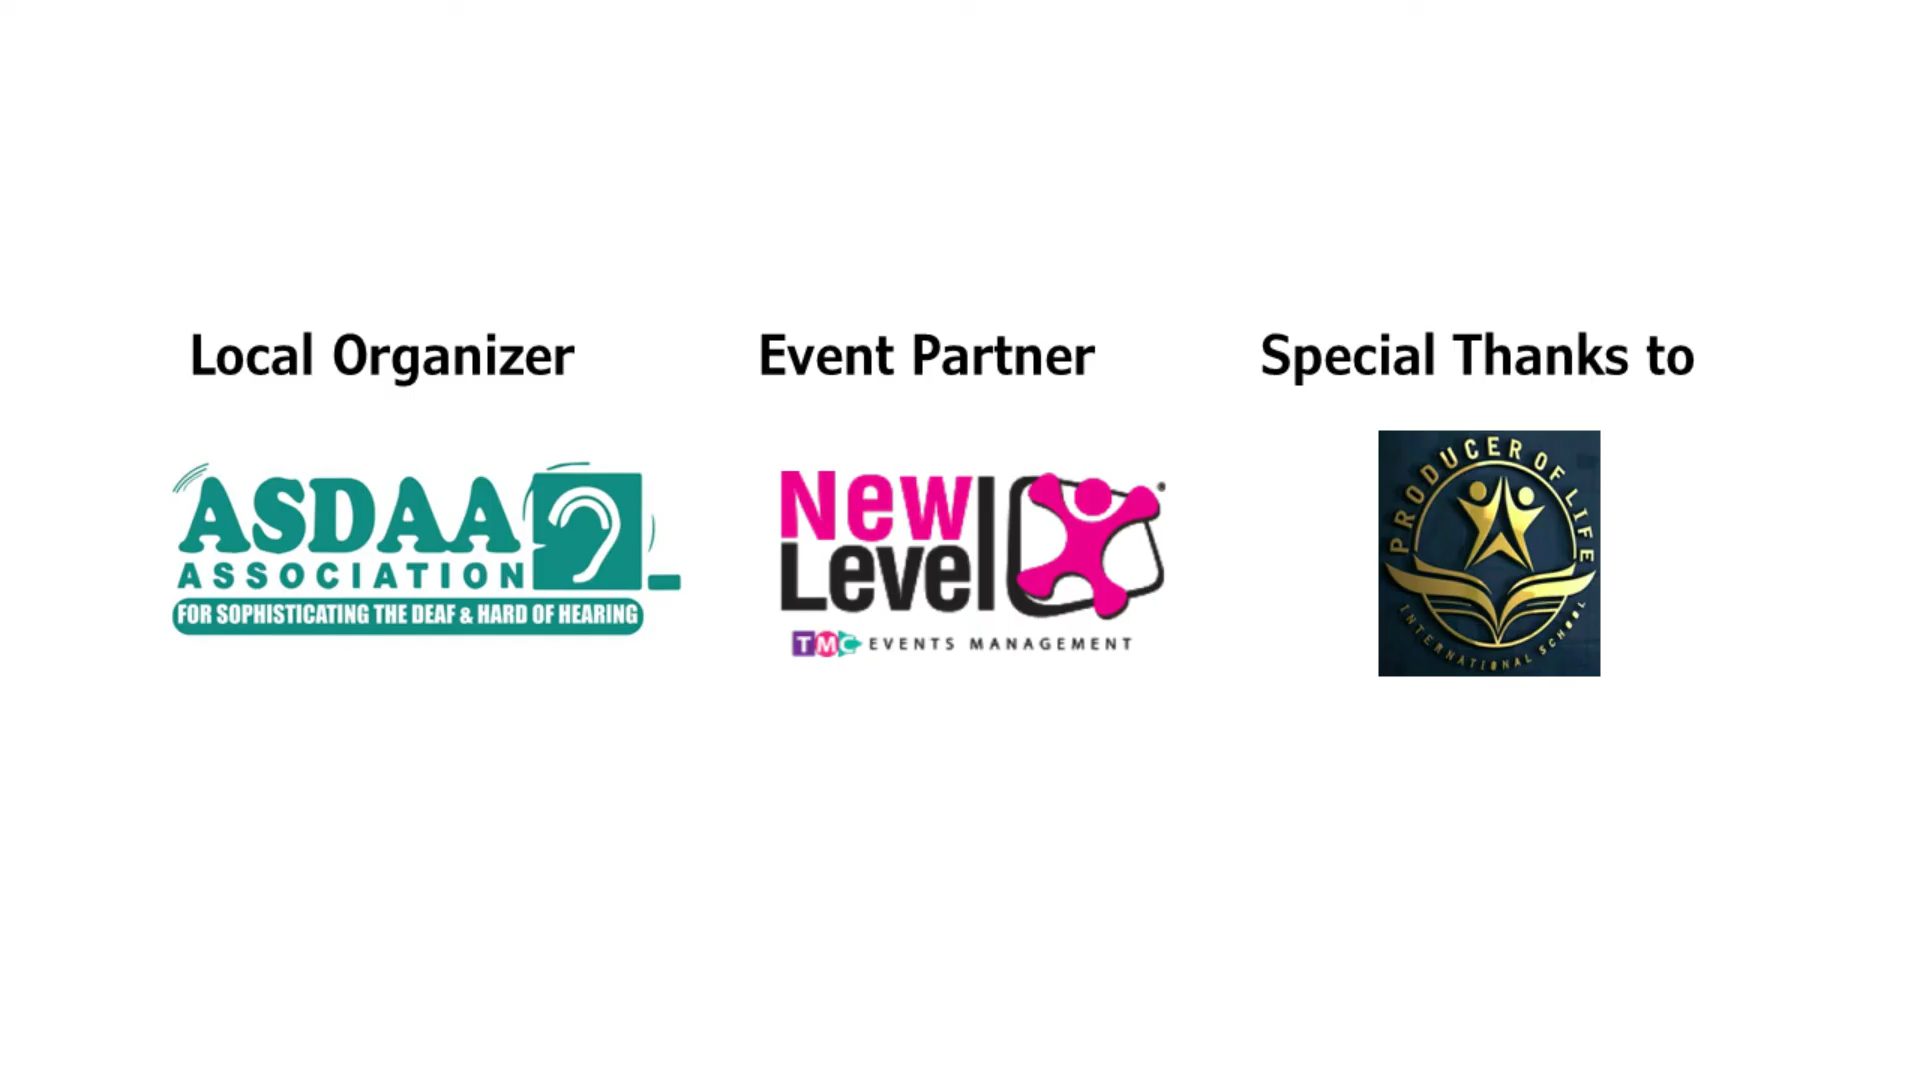 Local Organizer
ASDAA
ASSOCIATION
FOR SOPHISTICATING THE DEAF & HARD OF HEARING
Event Partner
New
Level
TMC EVENTS MANAGEMENT
Special Thanks to
PRODUCER OF LIFE
INTERNATIONAL SCHOOL